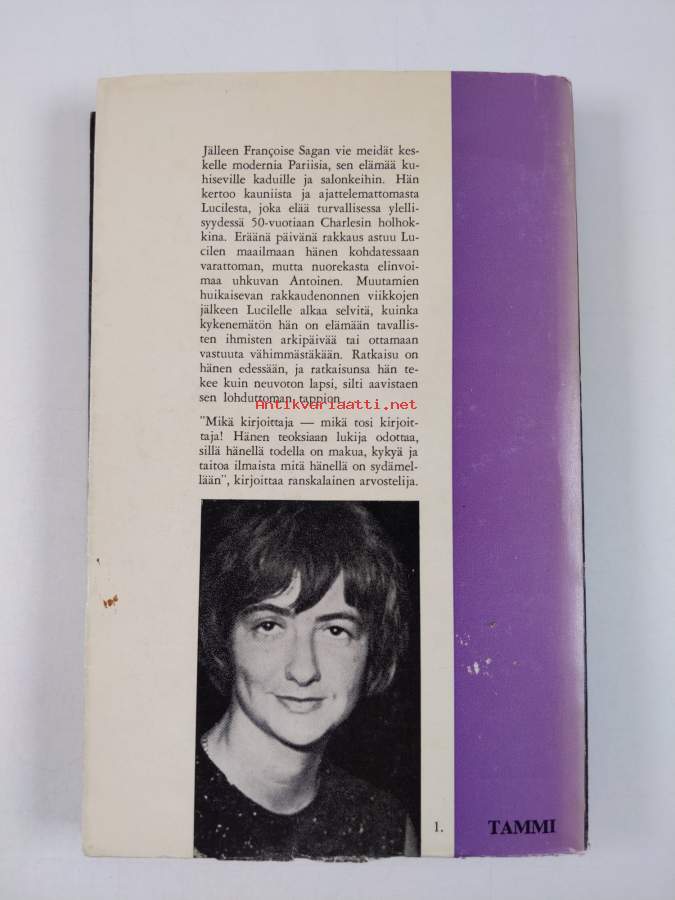 Jälleen Françoise Sagan vie meidät kes-
kelle modernia Pariisia, sen elämää ku-
hiseville kaduille ja salonkeihin. Hän
kertoo kauniista ja ajattelemattomasta
Lucilesta, joka elää turvallisessa ylelli-
syydessä 50-vuotiaan Charlesin holhok-
kina. Eräänä päivänä rakkaus astuu Lu-
cilen maailmaan hänen kohdatessaan
varattoman, mutta nuorekasta elinvoi-
maa uhkuvan Antoinen. Muutamien
huikaisevan rakkaudenonnen viikkojen
jälkeen Lucilelle alkaa selvitä, kuinka
kykenemätön hän on elämään tavallis-
ten ihmisten arkipäivää tai ottamaan
vastuuta vähimmästäkään. Ratkaisu on
hänen edessään, ja ratkaisunsa hän te-
kee kuin neuvoton lapsi, silti aavistaen
sen lohduttoman tappion.
Antikvariaatti.net
"Mikä kirjoittaja — mikä tosi kirjoit-
taja! Hänen teoksiaan lukija odottaa,
sillä hänellä todella on makua, kykyä ja
taitoa ilmaista mitä hänellä on sydämel-
lään", kirjoittaa ranskalainen arvostelija.
1.
TAMMI